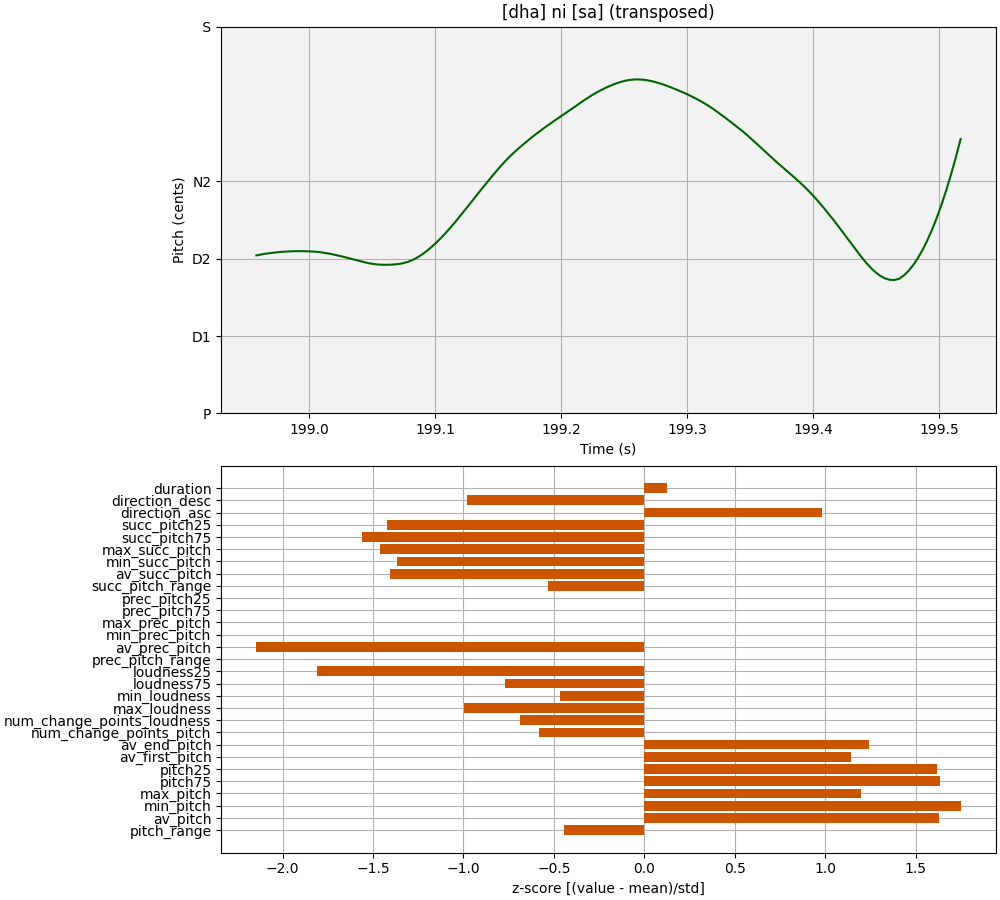 [dha] ni [sa] (transposed)
S
N2
D2
D1
P
Pitch (cents)
199.0 199.1 199.2 199.3 199.4 199.5
Time (s)
duration
direction_desc
direction_asc
succ_pitch25
succ_pitch75
max_succ_pitch
min_succ_pitch
av_succ_pitch
succ_pitch_range
prec_pitch25
prec_pitch75
max_prec_pitch
min_prec_pitch
av_prec_pitch
prec_pitch_range
loudness25
loudness75
min_loudness
max_loudness
num_change_points_loudness
num_change_points_pitch
av_end_pitch
av_first_pitch
pitch25
pitch75
max_pitch
min_pitch
av_pitch
pitch_range
−2.0 −1.5 −1.0 −0.5 0.0 0.5 1.0 1.5
z-score [(value - mean)/std]